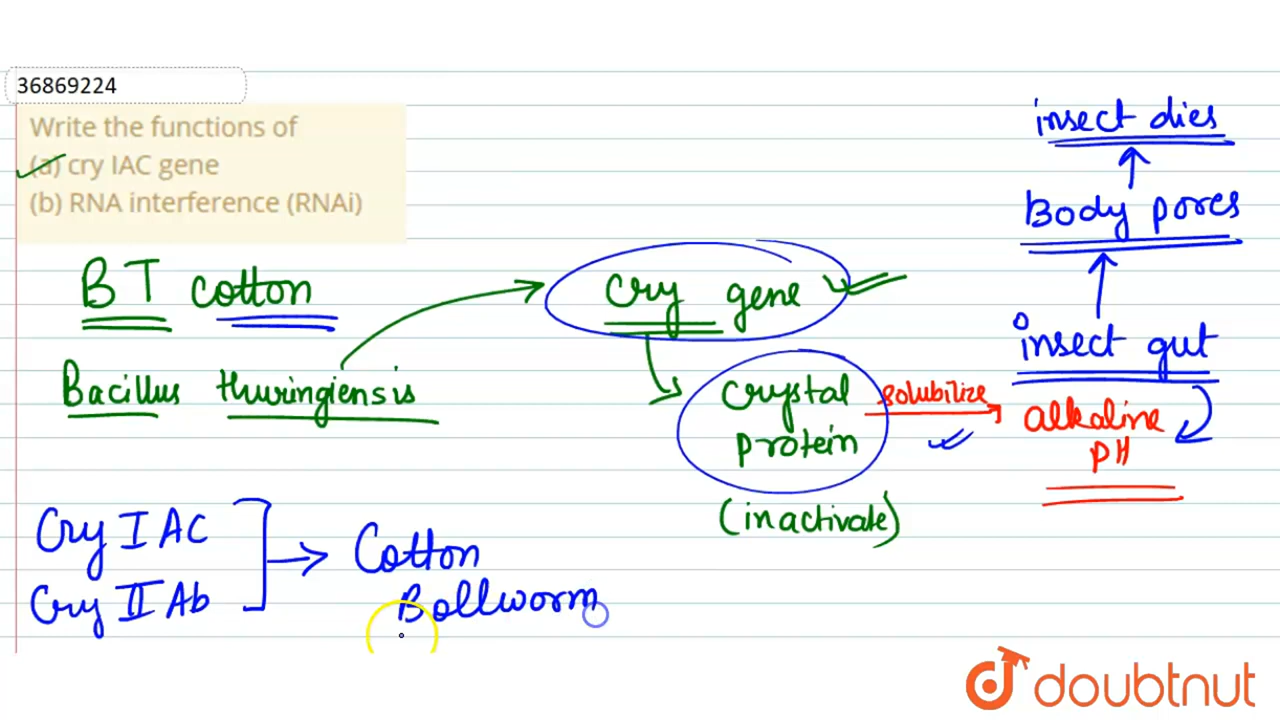 36869224
Write the functions of
(a) cry IAC gene
(b) RNA interference (RNAi)
BT cotton
Bacillus thuringiensis
cry gene
crystal
protein
(inactivate)
solubilize
insect dies
Body pores
insect gut
alkaline
pH
Cry I AC
Cry II Ab
Cotton
Bollworm
doubtnut